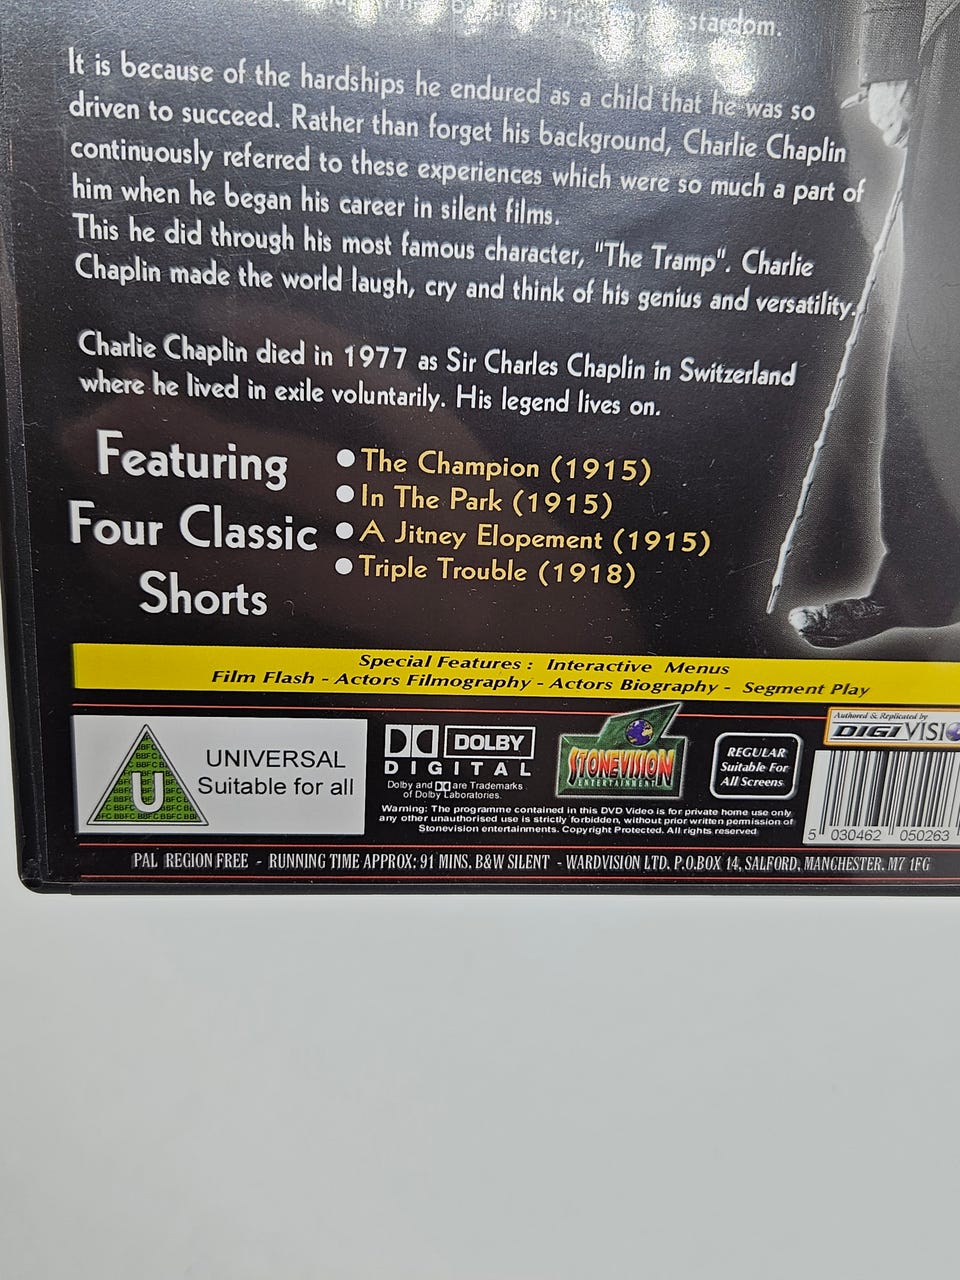 stardom.
It is because of the hardships he endured as a child that he was so
driven to succeed. Rather than forget his background, Charlie Chaplin
continuously referred to these experiences which were so much a part of
him when he began his career in silent films.
This he did through his most famous character, "The Tramp". Charlie
Chaplin made the world laugh, cry and think of his genius and versatility.
Charlie Chaplin died in 1977 as Sir Charles Chaplin in Switzerland
where he lived in exile voluntarily. His legend lives on.
Featuring
Four Classic
Shorts
● The Champion (1915)
● In The Park (1915)
● A Jitney Elopement (1915)
● Triple Trouble (1918)
Special Features : Interactive Menus
Film Flash - Actors Filmography - Actors Biography - Segment Play
U
UNIVERSAL
Suitable for all
DOLBY
DIGITAL
Dolby and are Trademarks
of Dolby Laboratories.
STONEVISION
ENTERTAINMENT
REGULAR
Suitable For
All Screens
Authored & Replicated by
DIGIVISIO
Warning: The programme contained in this DVD Video is for private home use only
any other unauthorised use is strictly forbidden, without prior written permission of
Stonevision entertainments. Copyright Protected. All rights reserved
5 030462 050263
PAL REGION FREE - RUNNING TIME APPROX: 91 MINS. B&W SILENT - WARDVISION LTD. P.O.BOX 14, SALFORD, MANCHESTER. M7 1FG